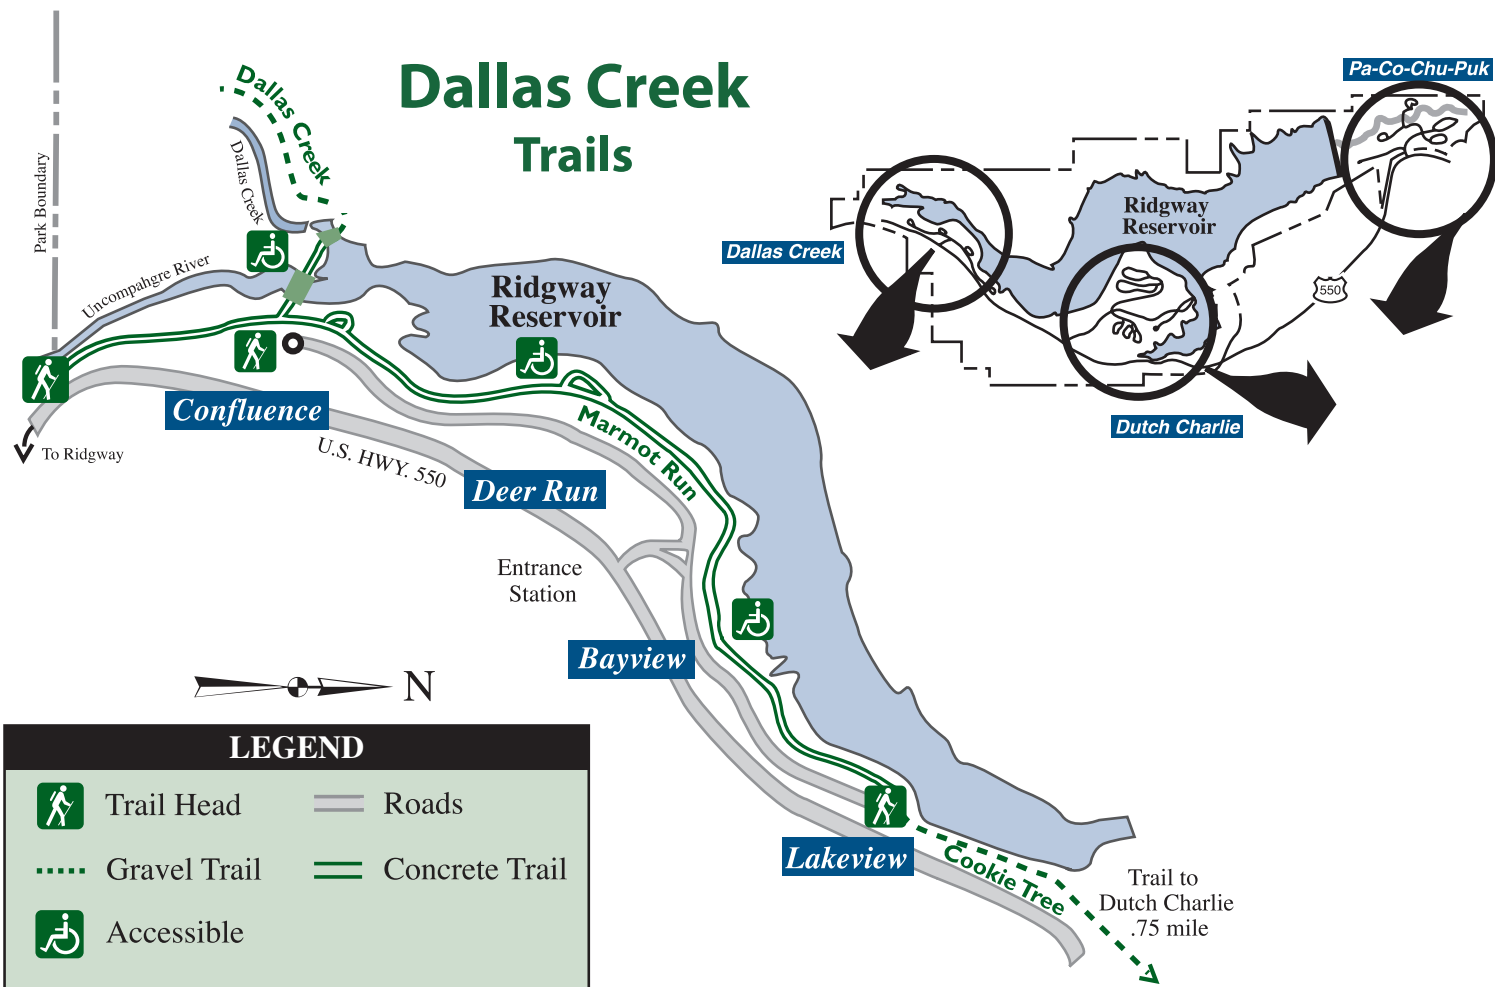 Dallas Creek
Trails
Park Boundary
Dallas Creek
Dallas Creek
Uncompahgre River
Ridgway
Reservoir
Confluence
To Ridgway
U.S. HWY. 550
Marmot Run
Deer Run
Entrance
Station
Bayview
N
Lakeview
Cookie Tree
Trail to
Dutch Charlie
.75 mile
Pa-Co-Chu-Puk
Ridgway
Reservoir
Dallas Creek
550
Dutch Charlie
LEGEND
Trail Head
Roads
Gravel Trail
Concrete Trail
Accessible